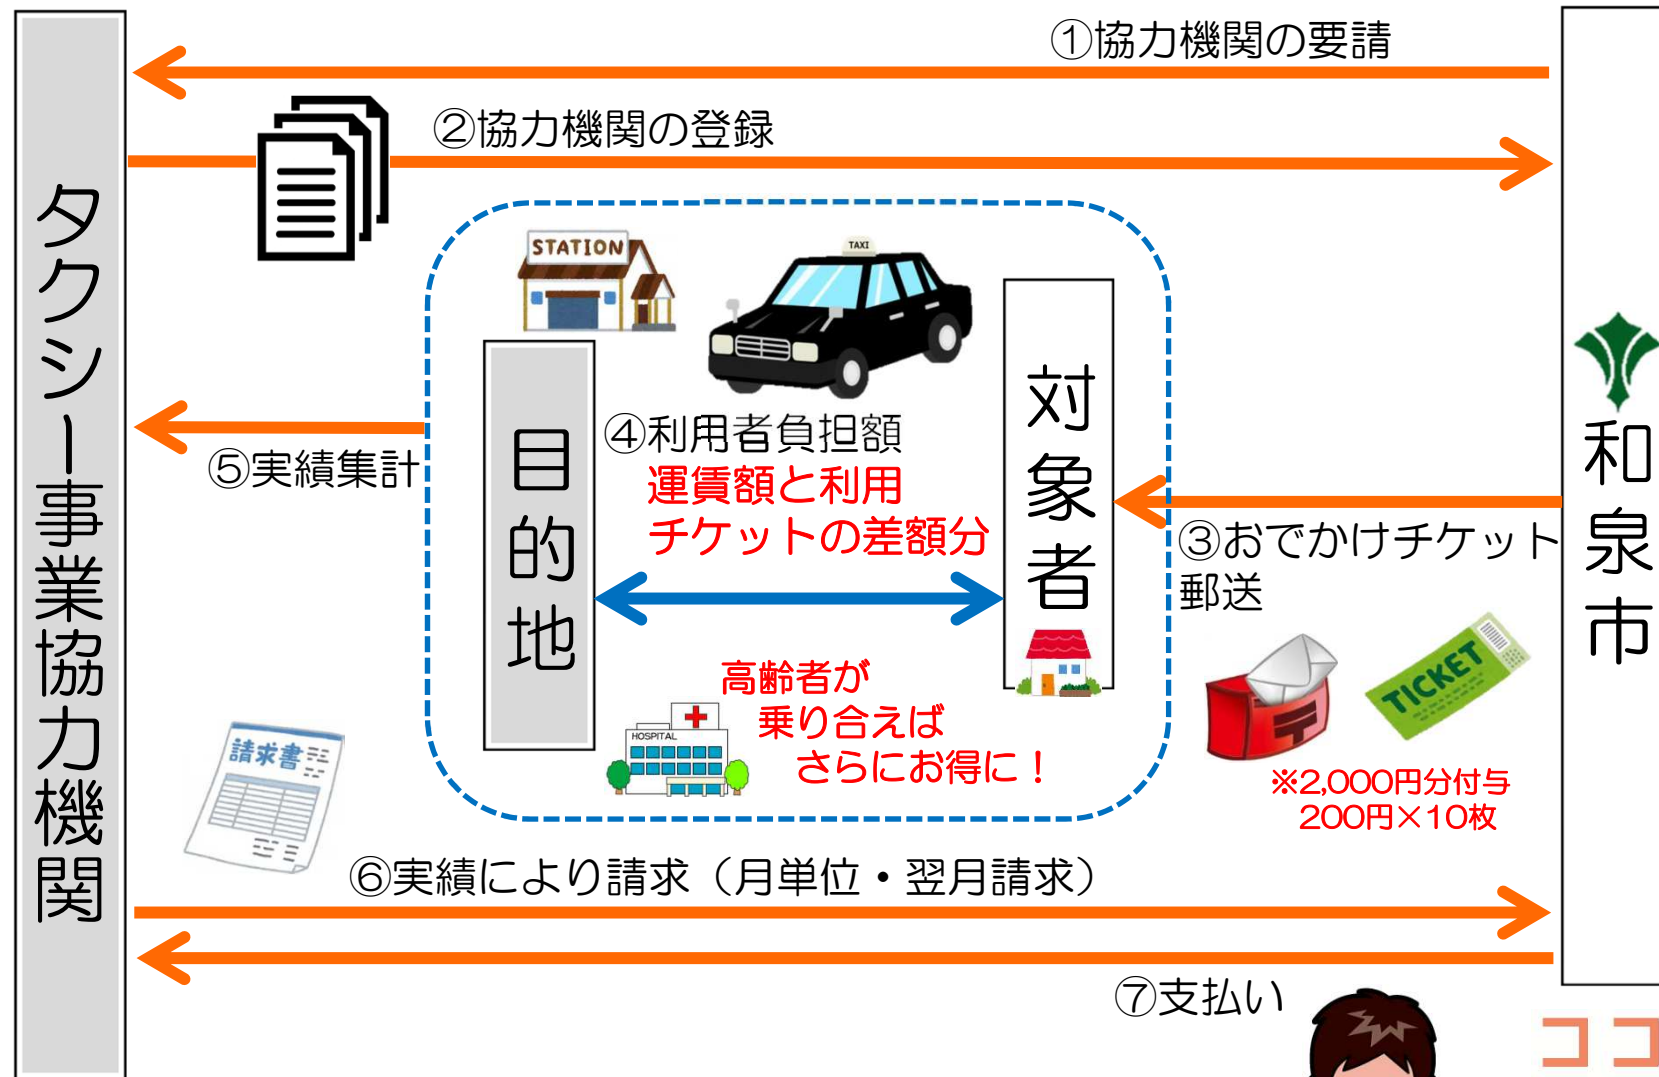 ①協力機関の要請
②協力機関の登録
タクシー事業協力機関
和泉市
STATION
TAXI
対象者
目的地
④利用者負担額
運賃額と利用
チケットの差額分
⑤実績集計
③おでかけチケット
郵送
高齢者が
乗り合えば
さらにお得に！
HOSPITAL
TICKET
〒
※2,000円分付与
200円×10枚
請求書
⑥実績により請求（月単位・翌月請求）
⑦支払い
ココ